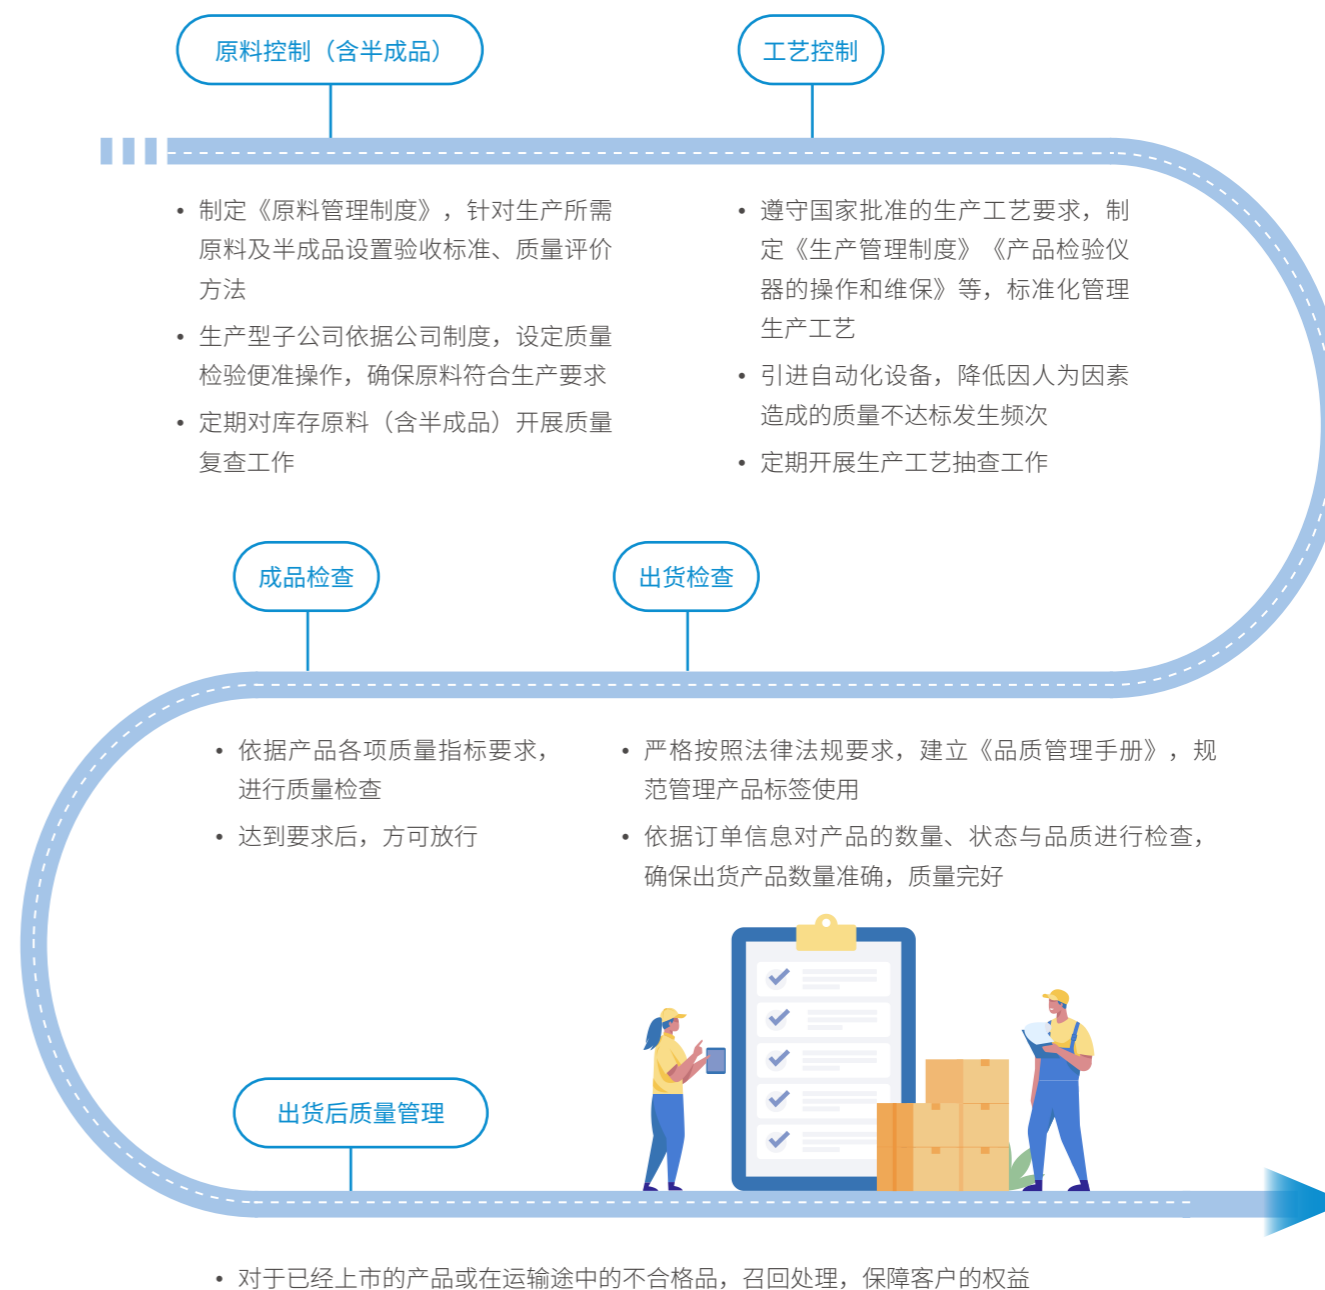 原料控制（含半成品）
工艺控制
• 制定《原料管理制度》，针对生产所需
原料及半成品设置验收标准、质量评价
方法
• 生产型子公司依据公司制度，设定质量
检验便准操作，确保原料符合生产要求
• 定期对库存原料（含半成品）开展质量
复查工作
• 遵守国家批准的生产工艺要求，制
定《生产管理制度》《产品检验仪
器的操作和维保》等，标准化管理
生产工艺
• 引进自动化设备，降低因人为因素
造成的质量不达标发生频次
• 定期开展生产工艺抽查工作
成品检查
出货检查
• 依据产品各项质量指标要求，
进行质量检查
• 达到要求后，方可放行
• 严格按照法律法规要求，建立《品质管理手册》，规
范管理产品标签使用
• 依据订单信息对产品的数量、状态与品质进行检查，
确保出货产品数量准确，质量完好
出货后质量管理
• 对于已经上市的产品或在运输途中的不合格品，召回处理，保障客户的权益